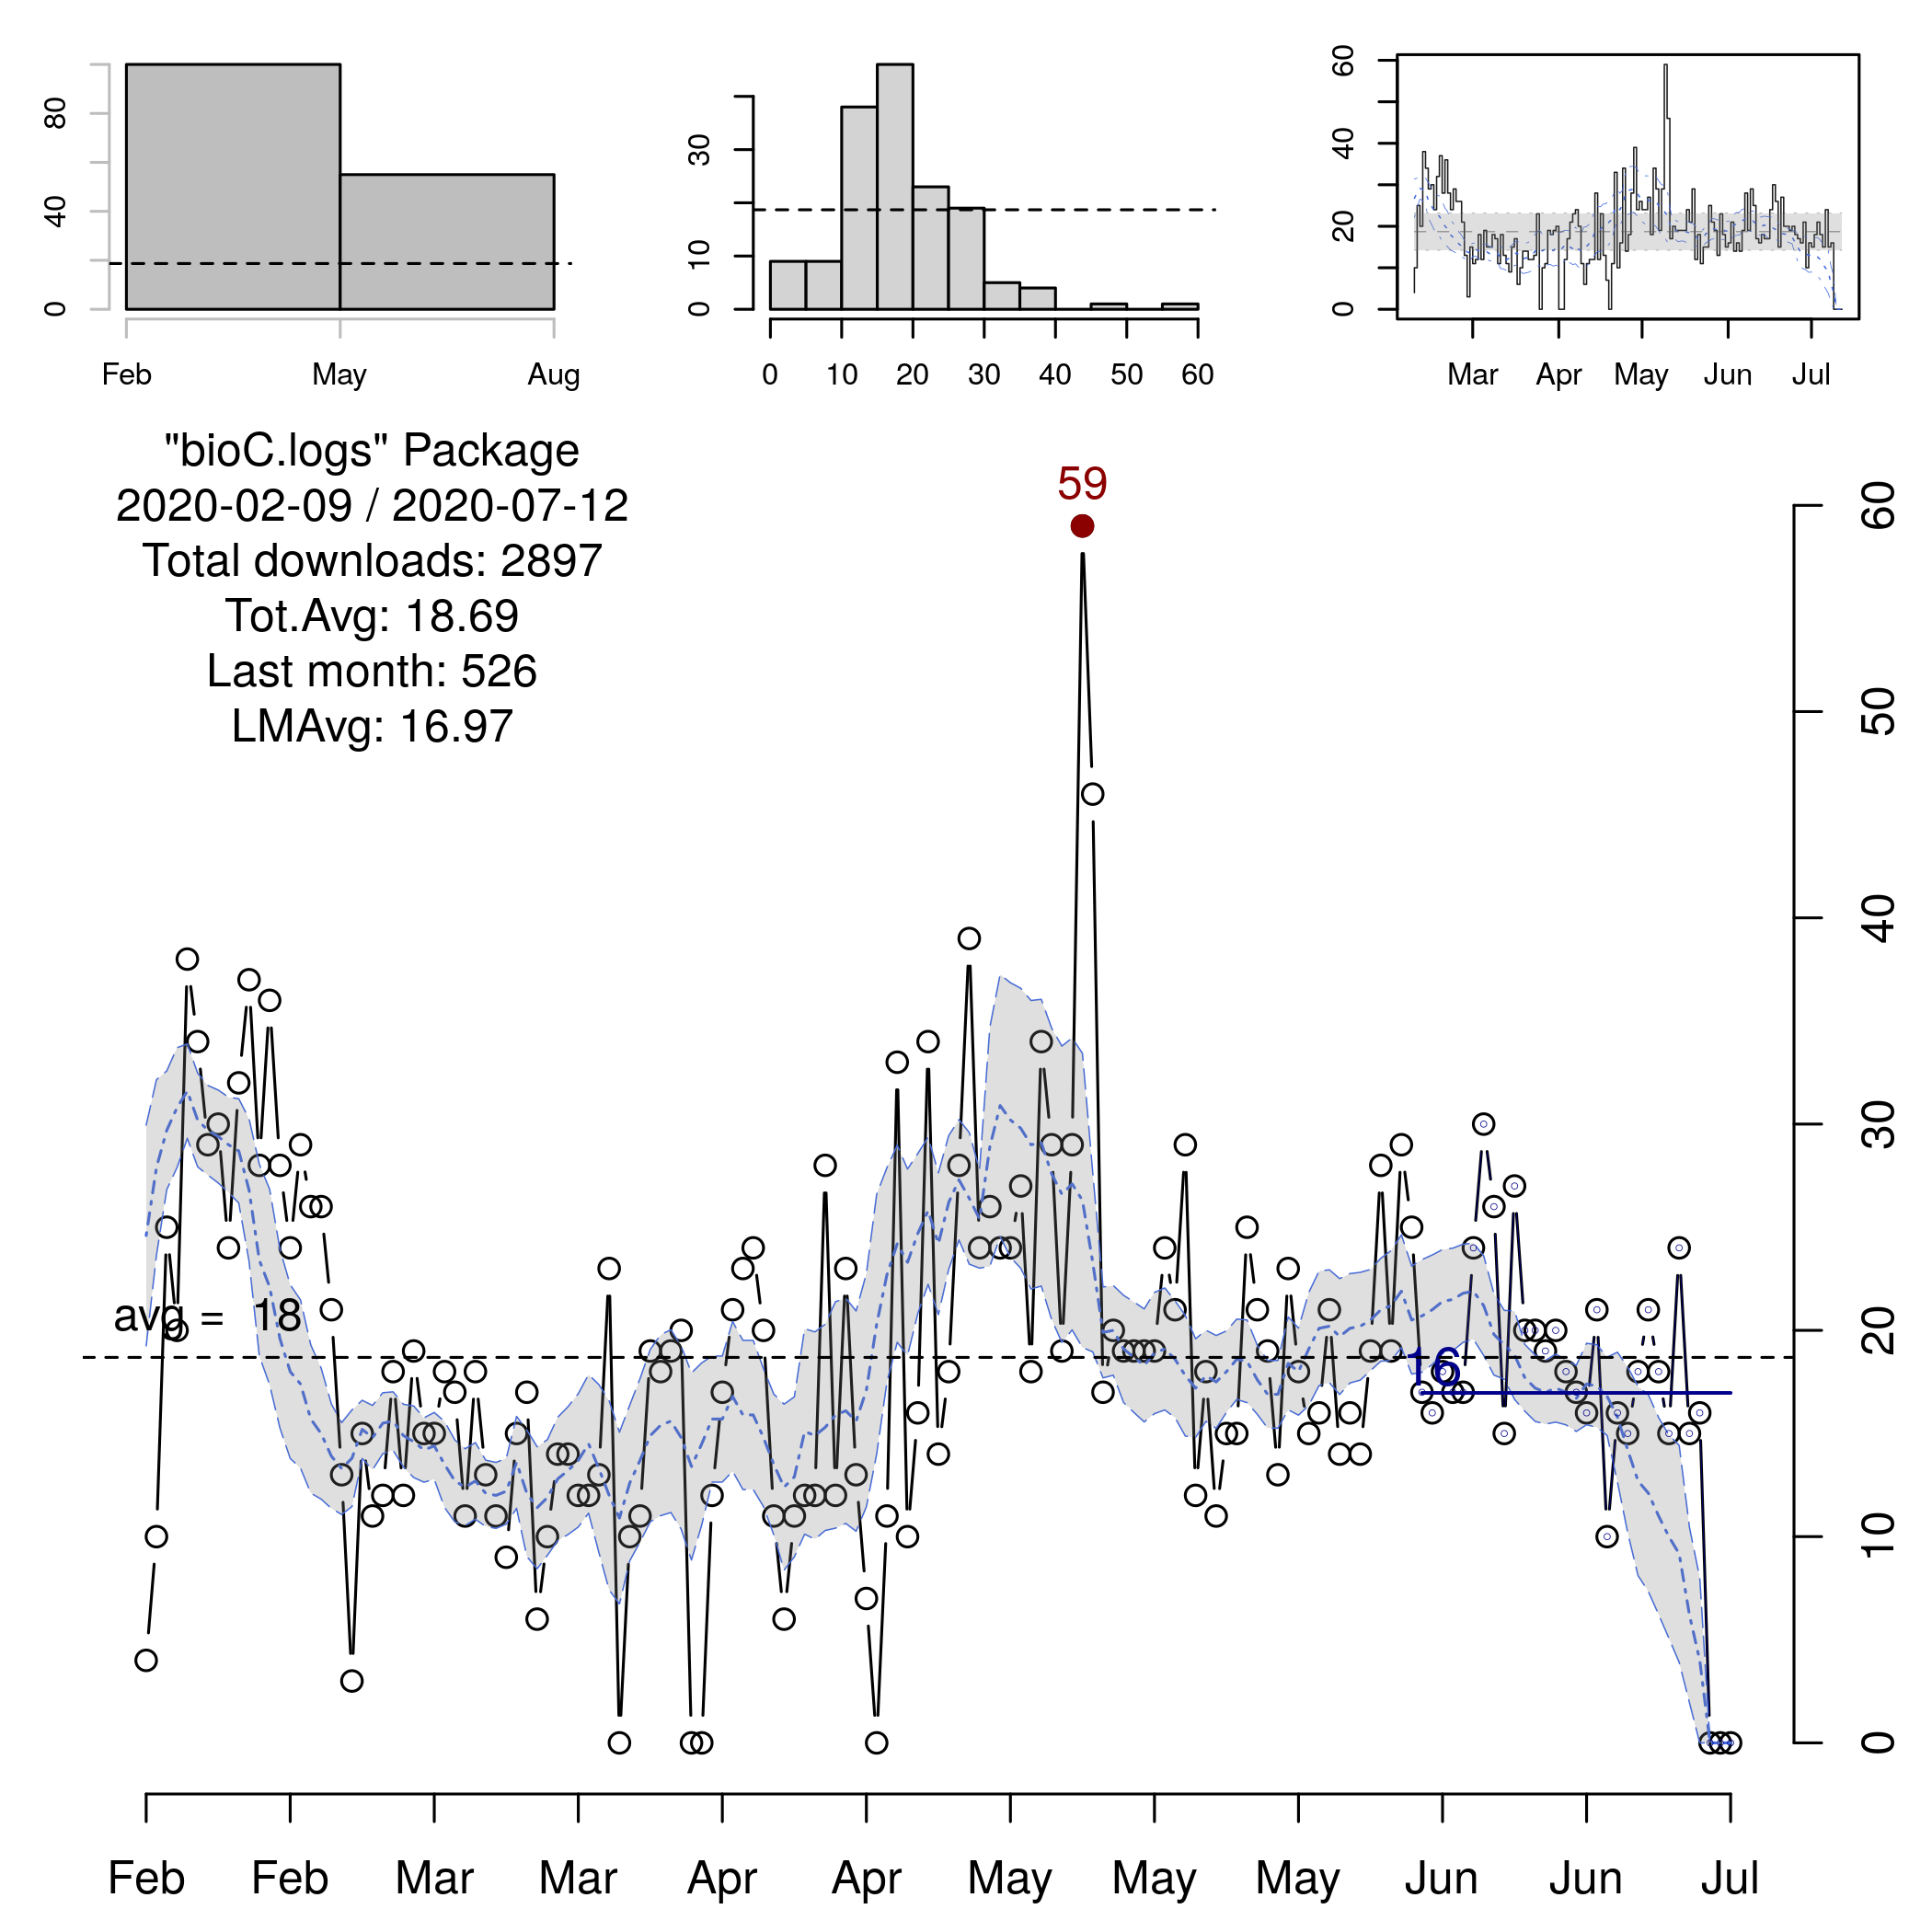 80
40
0
Feb May Aug
30
10
0
0 10 20 30 40 50 60
60
40
20
0
Mar Apr May Jun Jul
"bioC.logs" Package
2020-02-09 / 2020-07-12
Total downloads: 2897
Tot.Avg: 18.69
Last month: 526
LMAvg: 16.97
59
avg = 18
16
60
50
40
30
20
10
0
Feb Feb Mar Mar Apr Apr May May May Jun Jun Jul